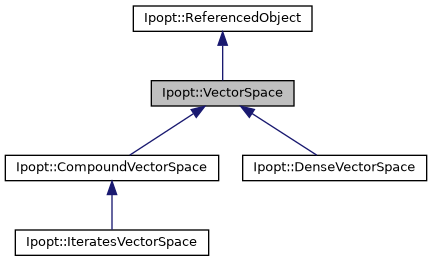 Ipopt::ReferencedObject
Ipopt::VectorSpace
Ipopt::CompoundVectorSpace
Ipopt::DenseVectorSpace
Ipopt::IteratesVectorSpace